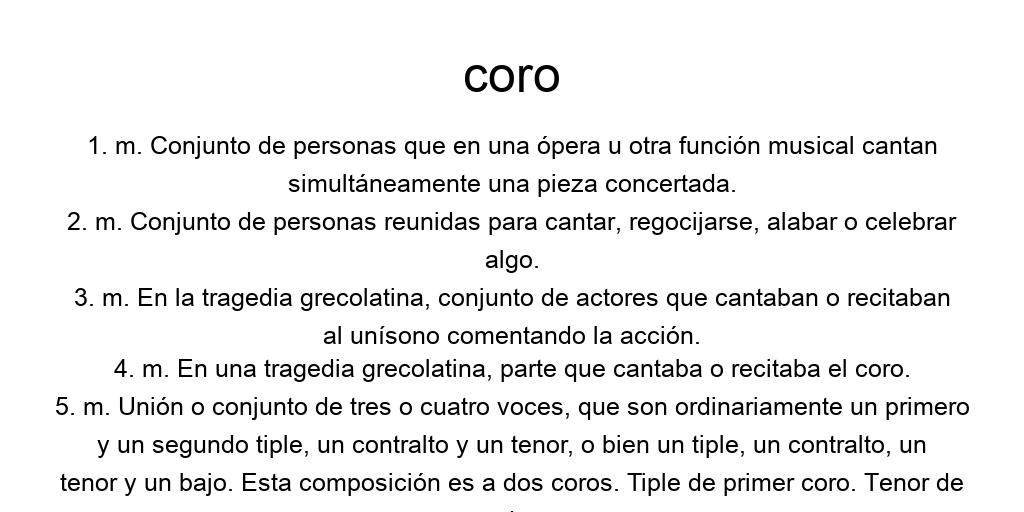 coro
1. m. Conjunto de personas que en una ópera u otra función musical cantan
simultáneamente una pieza concertada.
2. m. Conjunto de personas reunidas para cantar, regocijarse, alabar o celebrar
algo.
3. m. En la tragedia grecolatina, conjunto de actores que cantaban o recitaban
al unísono comentando la acción.
4. m. En una tragedia grecolatina, parte que cantaba o recitaba el coro.
5. m. Unión o conjunto de tres o cuatro voces, que son ordinariamente un primero
y un segundo tiple, un contralto y un tenor, o bien un tiple, un contralto, un
tenor y un bajo. Esta composición es a dos coros. Tiple de primer coro. Tenor de